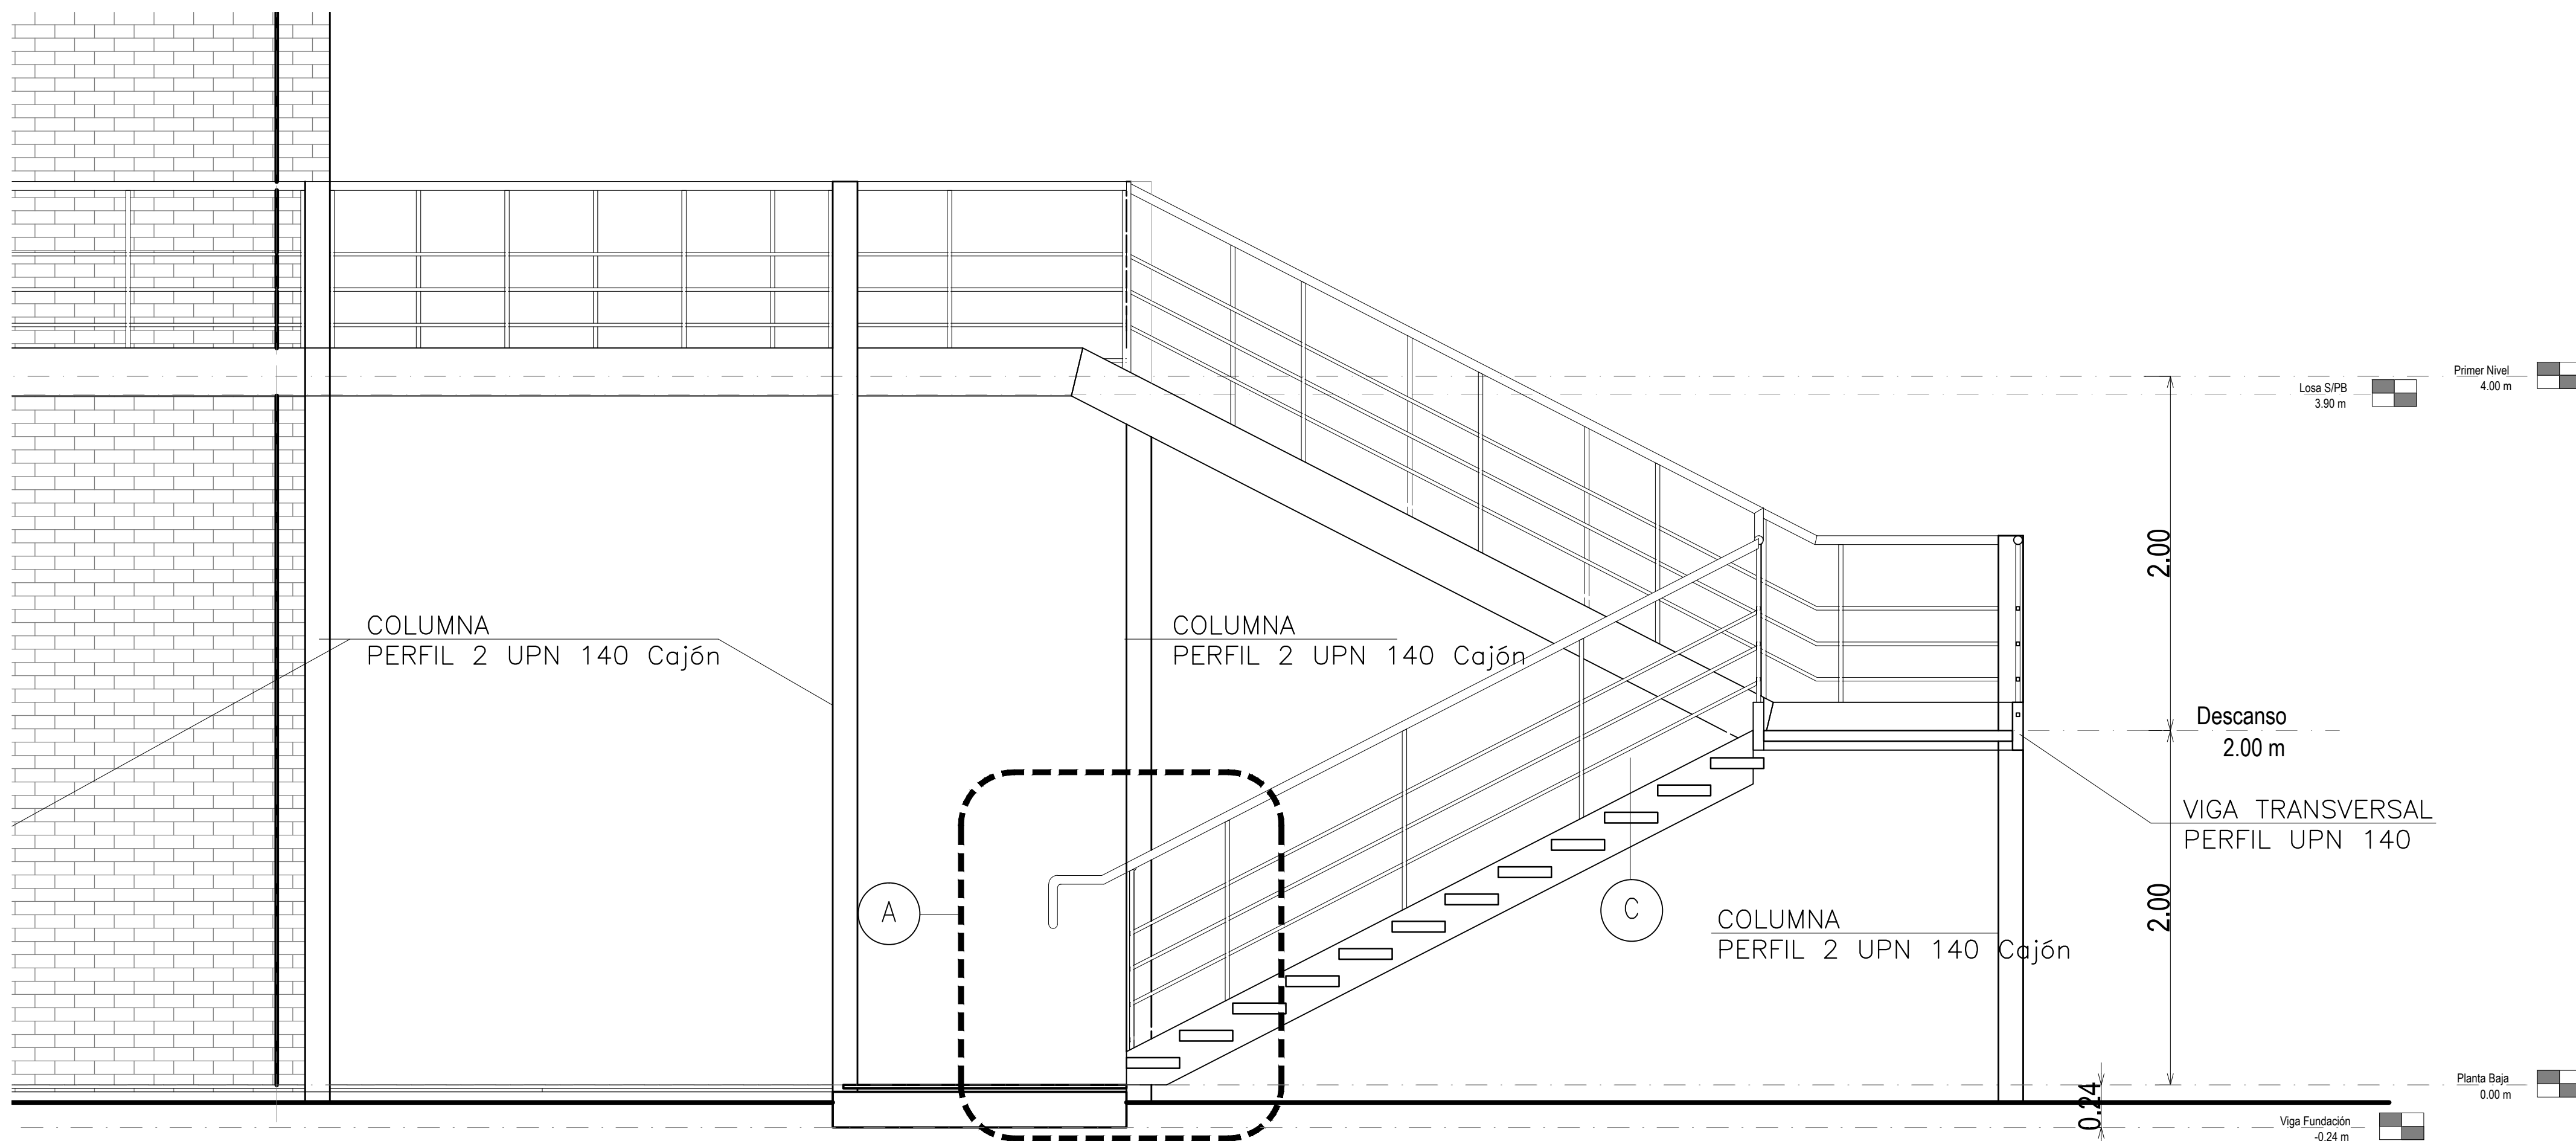 Primer Nivel
4.00 m
Losa S/PB
3.90 m
2.00
COLUMNA
PERFIL 2 UPN 140 Cajón
COLUMNA
PERFIL 2 UPN 140 Cajón
Descanso
2.00 m
VIGA TRANSVERSAL
PERFIL UPN 140
A
C
2.00
COLUMNA
PERFIL 2 UPN 140 Cajón
Planta Baja
0.00 m
0.24
Viga Fundación
-0.24 m